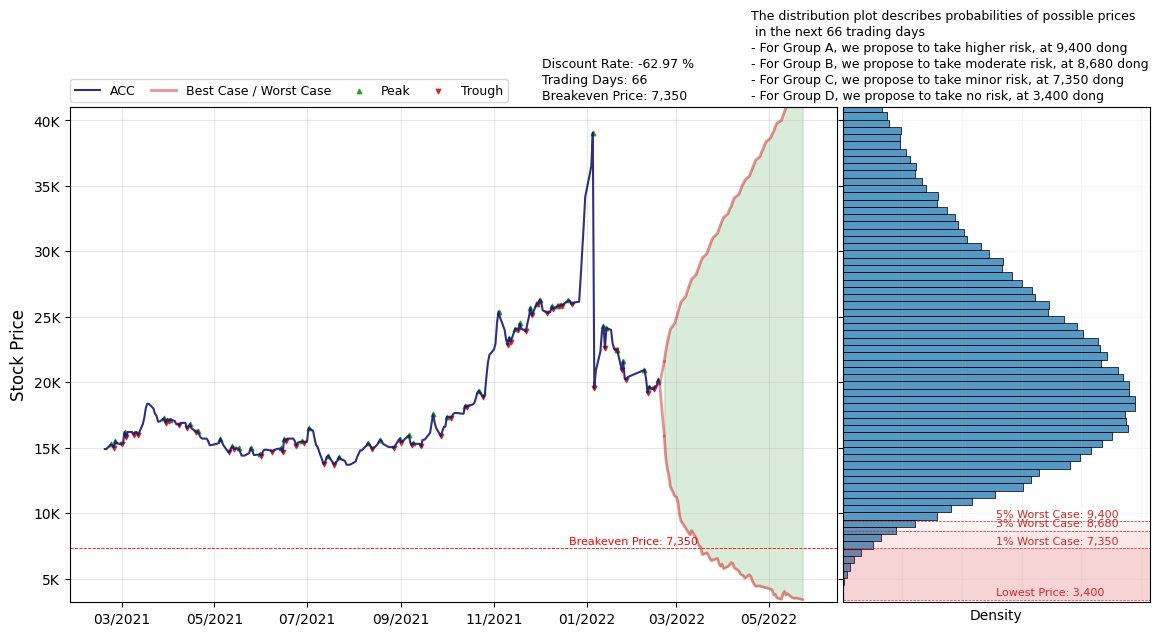 The distribution plot describes probabilities of possible prices
in the next 66 trading days
- For Group A, we propose to take higher risk, at 9,400 dong
- For Group B, we propose to take moderate risk, at 8,680 dong
- For Group C, we propose to take minor risk, at 7,350 dong
- For Group D, we propose to take no risk, at 3,400 dong
Discount Rate: -62.97 %
Trading Days: 66
Breakeven Price: 7,350
ACC Best Case / Worst Case Peak Trough
Stock Price
40K
35K
30K
25K
20K
15K
10K
5K
Breakeven Price: 7,350
03/2021 05/2021 07/2021 09/2021 11/2021 01/2022 03/2022 05/2022
5% Worst Case: 9,400
3% Worst Case: 8,680
1% Worst Case: 7,350
Lowest Price: 3,400
Density